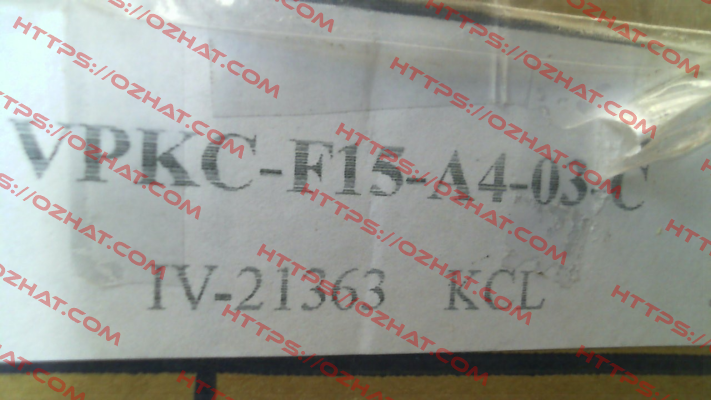 VPKC-F15-A4-03-C
IV-21363 KCL
HTTPS://OZHAT.COM